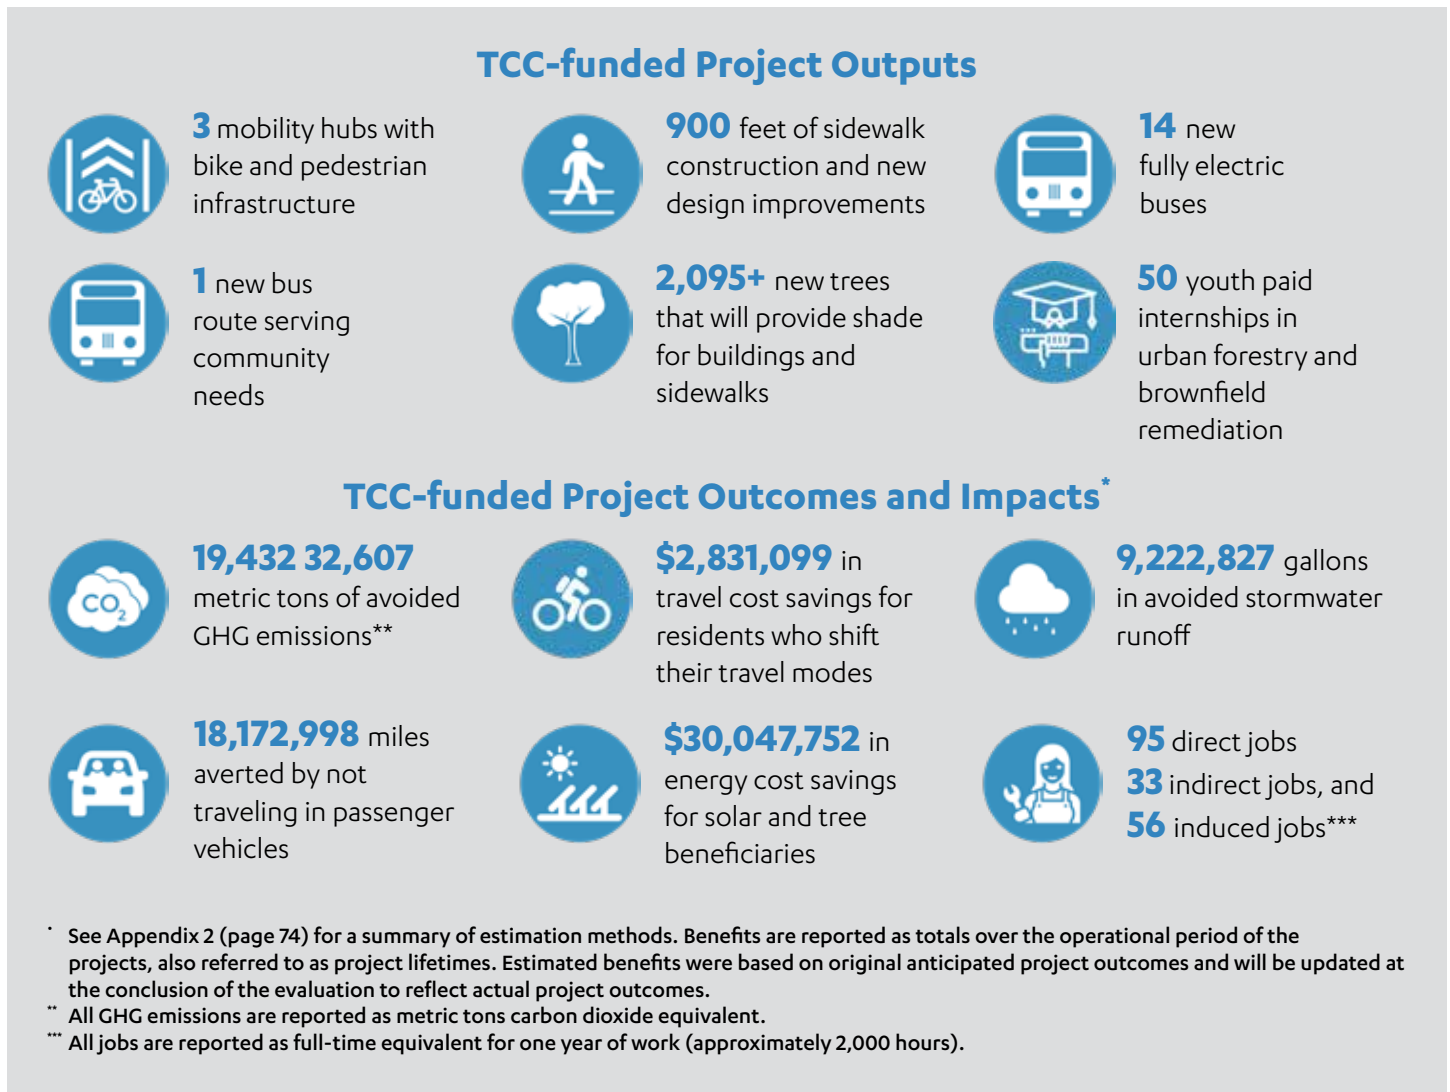 TCC-funded Project Outputs
3 mobility hubs with
bike and pedestrian
infrastructure
900 feet of sidewalk
construction and new
design improvements
14 new
fully electric
buses
1 new bus
route serving
community
needs
2,095+ new trees
that will provide shade
for buildings and
sidewalks
50 youth paid
internships in
urban forestry and
brownfield
remediation
TCC-funded Project Outcomes and Impacts*
CO2
19,432 32,607
metric tons of avoided
GHG emissions**
$2,831,099 in
travel cost savings for
residents who shift
their travel modes
9,222,827 gallons
in avoided stormwater
runoff
18,172,998 miles
averted by not
traveling in passenger
vehicles
$30,047,752 in
energy cost savings
for solar and tree
beneficiaries
95 direct jobs
33 indirect jobs, and
56 induced jobs***
* See Appendix 2 (page 74) for a summary of estimation methods. Benefits are reported as totals over the operational period of the
projects, also referred to as project lifetimes. Estimated benefits were based on original anticipated project outcomes and will be updated at
the conclusion of the evaluation to reflect actual project outcomes.
** All GHG emissions are reported as metric tons carbon dioxide equivalent.
*** All jobs are reported as full-time equivalent for one year of work (approximately 2,000 hours).